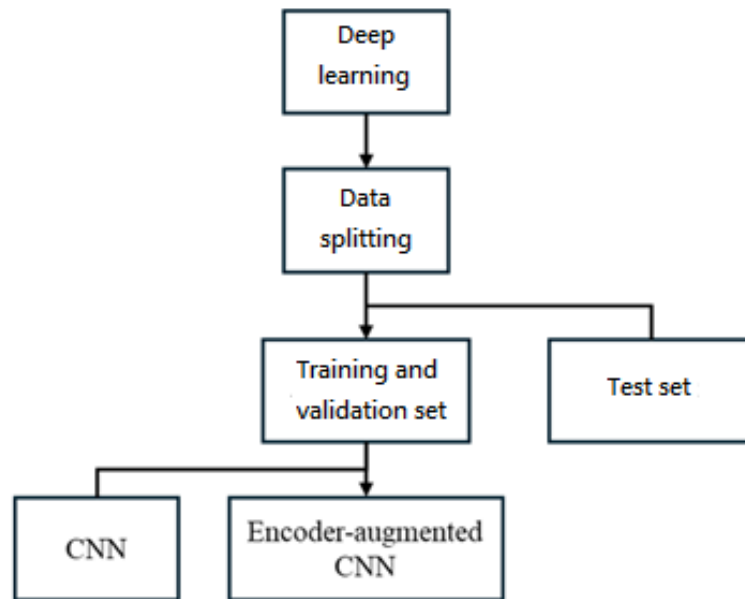 Deep
learning
Data
splitting
Training and
validation set
Test set
CNN
Encoder-augmented
CNN